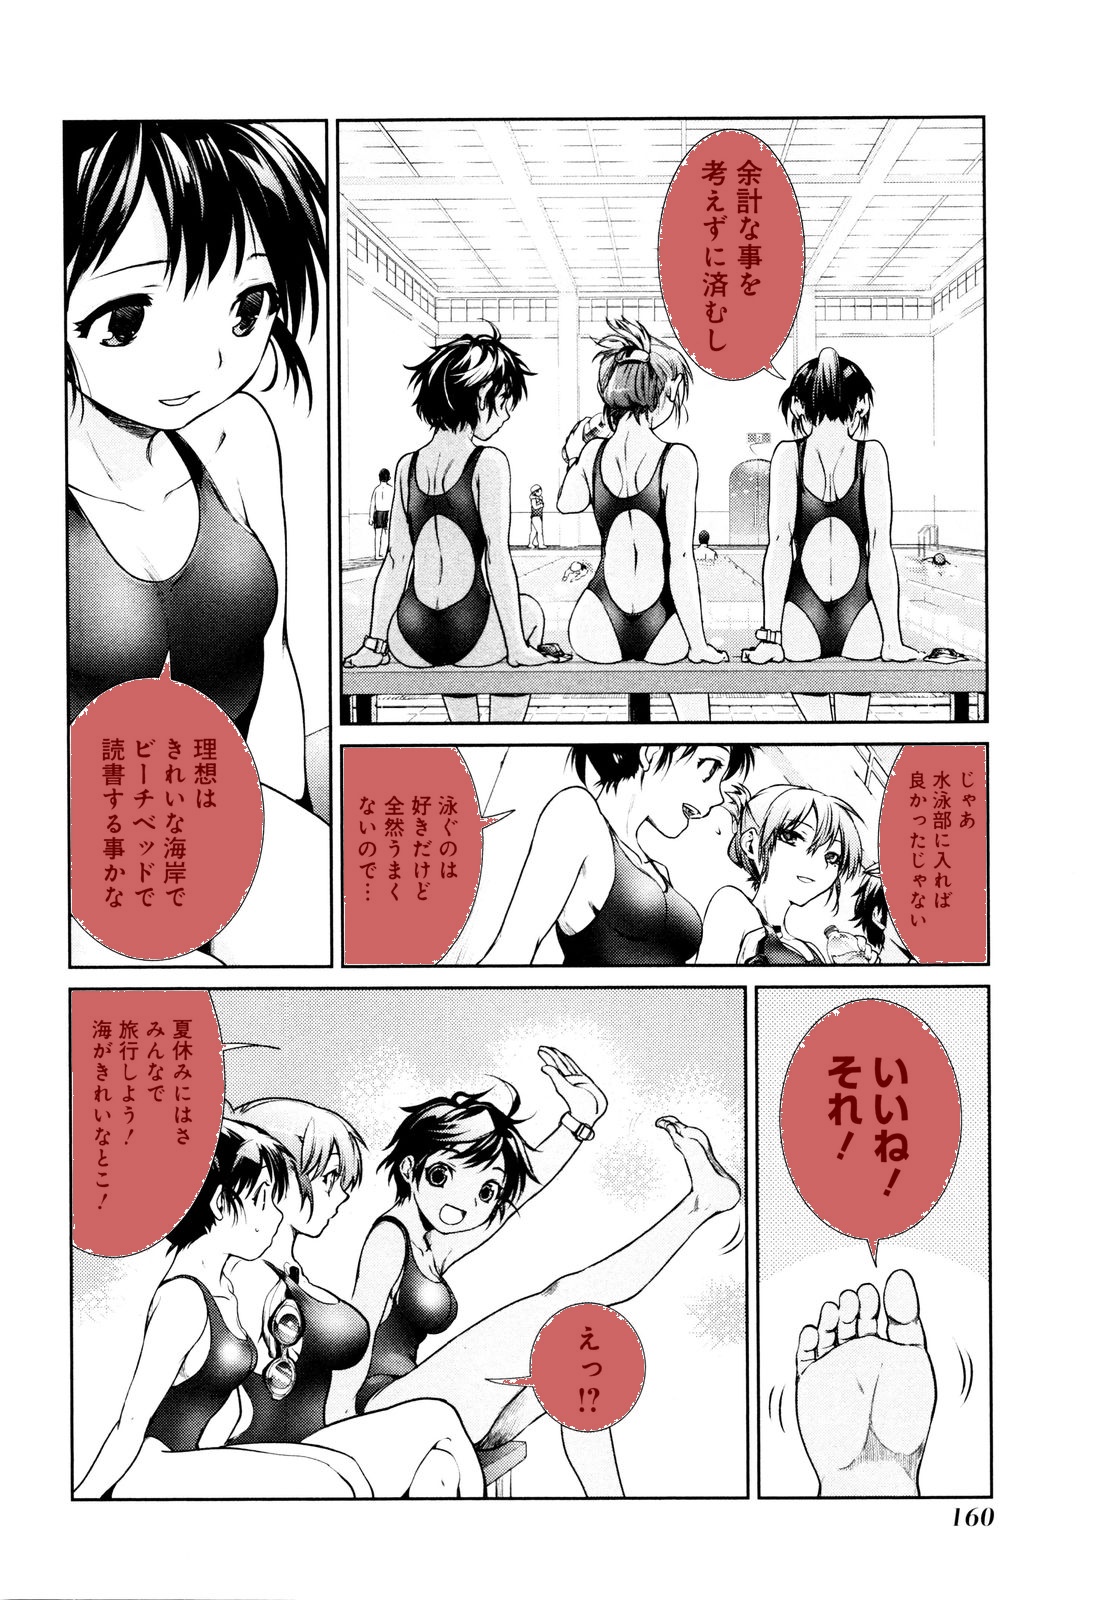 余計な事を
考えずに済むし
じゃあ
水泳部に入れば
良かったじゃない
泳ぐのは
好きだけど
全然うまく
ないので…
理想は
きれいな海岸で
ビーチベッドで
読書する事かな
いいね!
それ!
えっ!?
夏休みにはさ
みんなで
旅行しよう!
海がきれいなとこ!
160